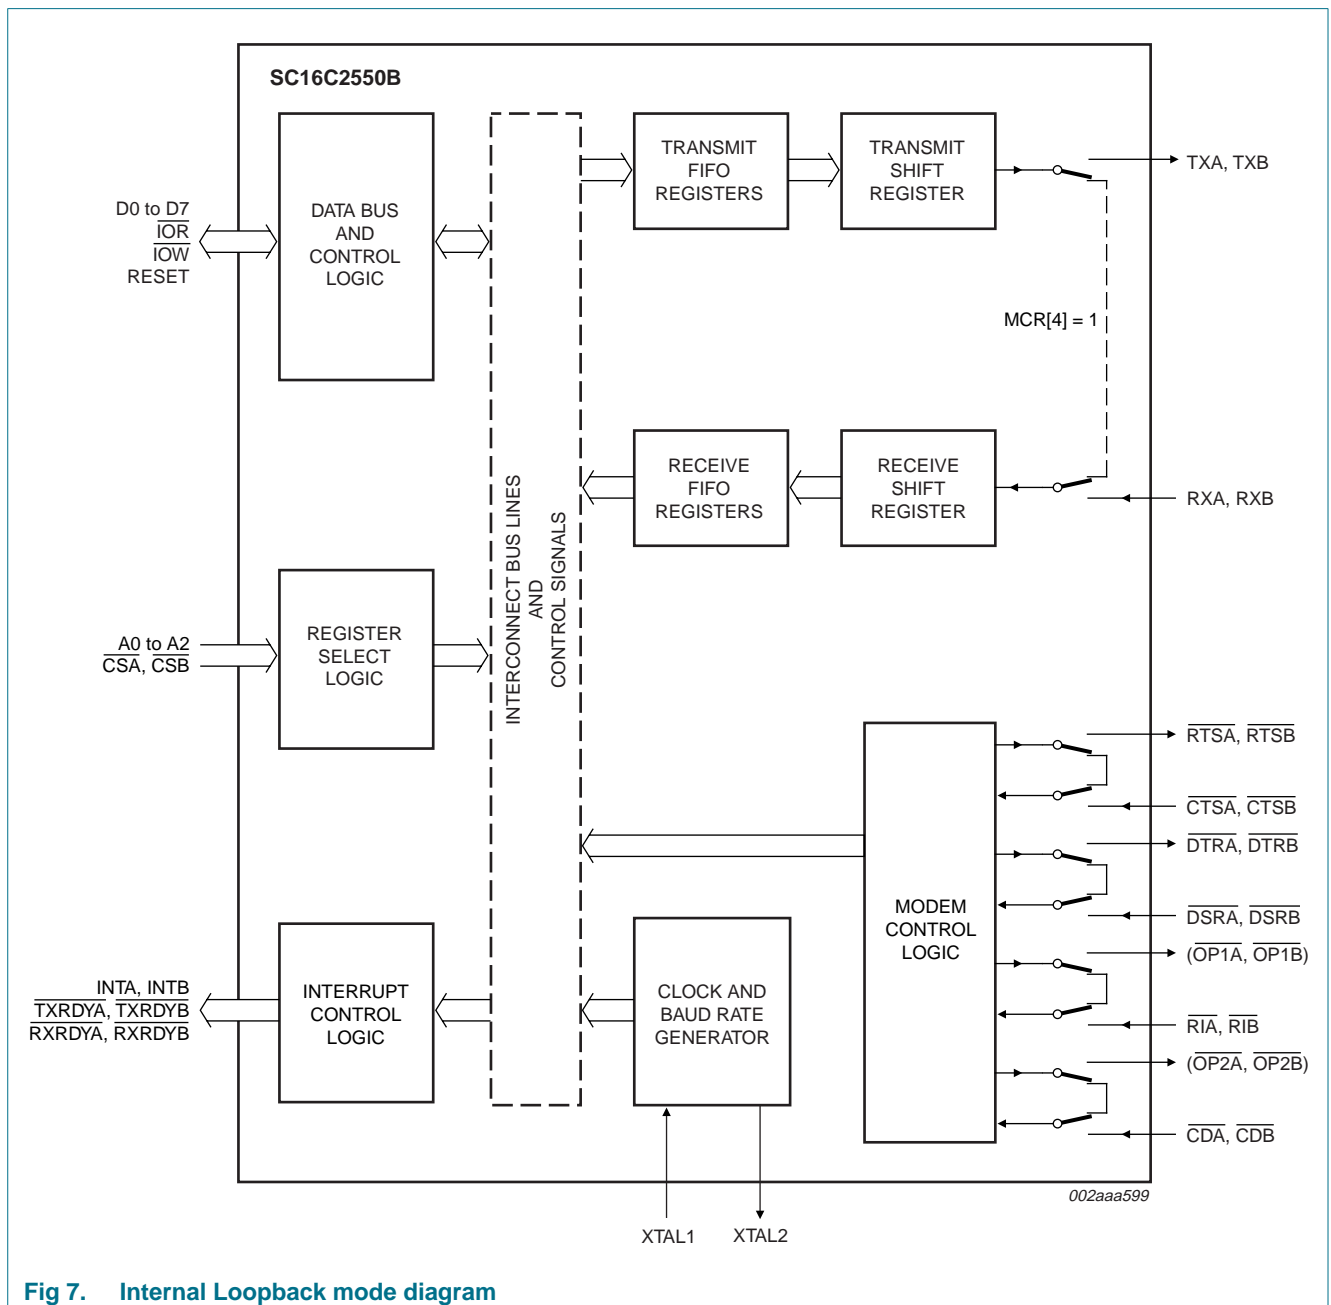 SC16C2550B
D0 to D7
IOR
IOW
RESET
DATA BUS
AND
CONTROL
LOGIC
TRANSMIT
FIFO
REGISTERS
TRANSMIT
SHIFT
REGISTER
TXA, TXB
MCR[4] = 1
RECEIVE
FIFO
REGISTERS
RECEIVE
SHIFT
REGISTER
RXA, RXB
INTERCONNECT BUS LINES
AND
CONTROL SIGNALS
A0 to A2
CSA, CSB
REGISTER
SELECT
LOGIC
MODEM
CONTROL
LOGIC
RTSA, RTSB
CTSA, CTSB
DTRA, DTRB
DSRA, DSRB
(OP1A, OP1B)
RIA, RIB
(OP2A, OP2B)
CDA, CDB
INTA, INTB
TXRDYA, TXRDYB
RXRDYA, RXRDYB
INTERRUPT
CONTROL
LOGIC
CLOCK AND
BAUD RATE
GENERATOR
XTAL1
XTAL2
002aaa599
Fig 7. Internal Loopback mode diagram